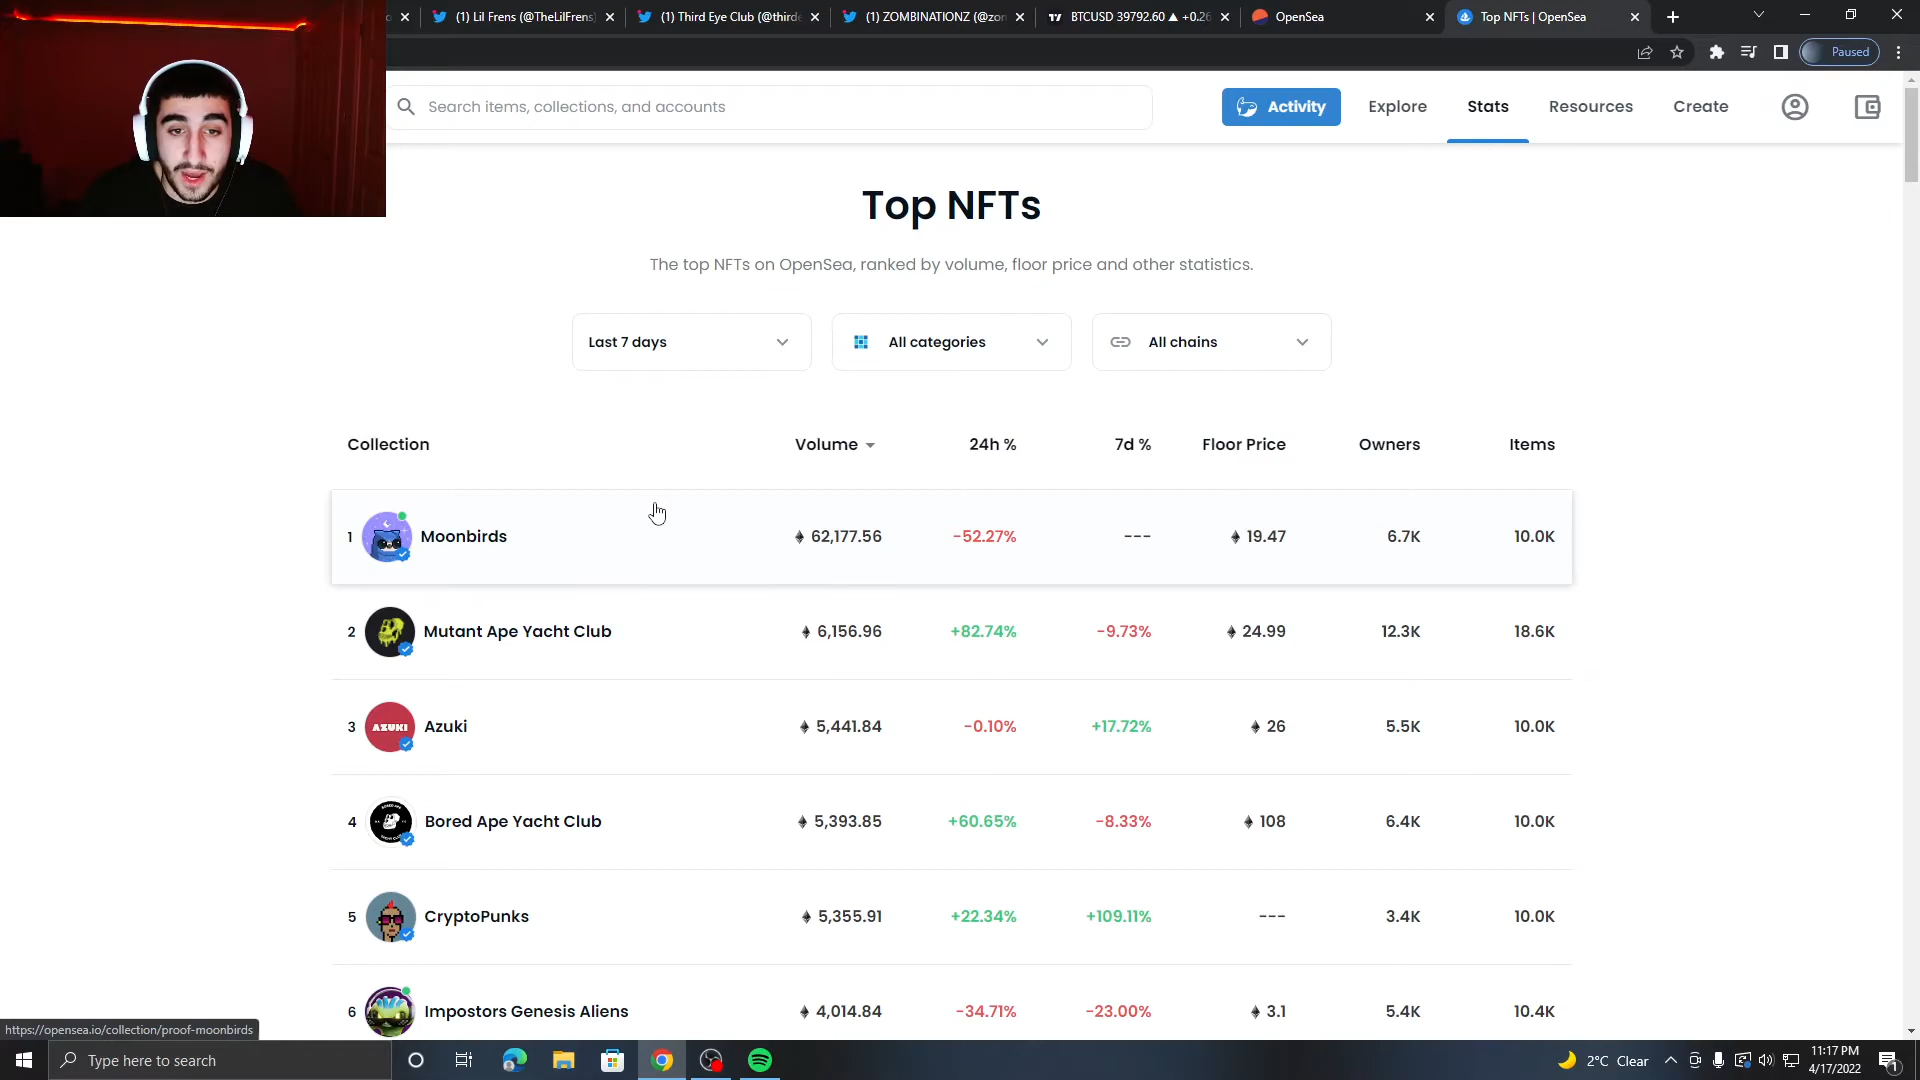 (1) Lil Frens (@TheLilFrens)
(1) Third Eye Club (@third
(1) ZOMBINATIONZ (@zon
BTCUSD 39792.60 ▲ +0.26
OpenSea
Top NFTs | OpenSea
Paused
Search items, collections, and accounts
Activity
Explore
Stats
Resources
Create
Top NFTs
The top NFTs on OpenSea, ranked by volume, floor price and other statistics.
Last 7 days
All categories
All chains
Collection Volume 24h % 7d % Floor Price Owners Items
1 Moonbirds 62,177.56 -52.27% --- 19.47 6.7K 10.0K
2 Mutant Ape Yacht Club 6,156.96 +82.74% -9.73% 24.99 12.3K 18.6K
3 AZUKI Azuki 5,441.84 -0.10% +17.72% 26 5.5K 10.0K
4 Bored Ape Yacht Club 5,393.85 +60.65% -8.33% 108 6.4K 10.0K
5 CryptoPunks 5,355.91 +22.34% +109.11% --- 3.4K 10.0K
6 Impostors Genesis Aliens 4,014.84 -34.71% -23.00% 3.1 5.4K 10.4K
https://opensea.io/collection/proof-moonbirds
Type here to search
2°C Clear
11:17 PM
4/17/2022
1